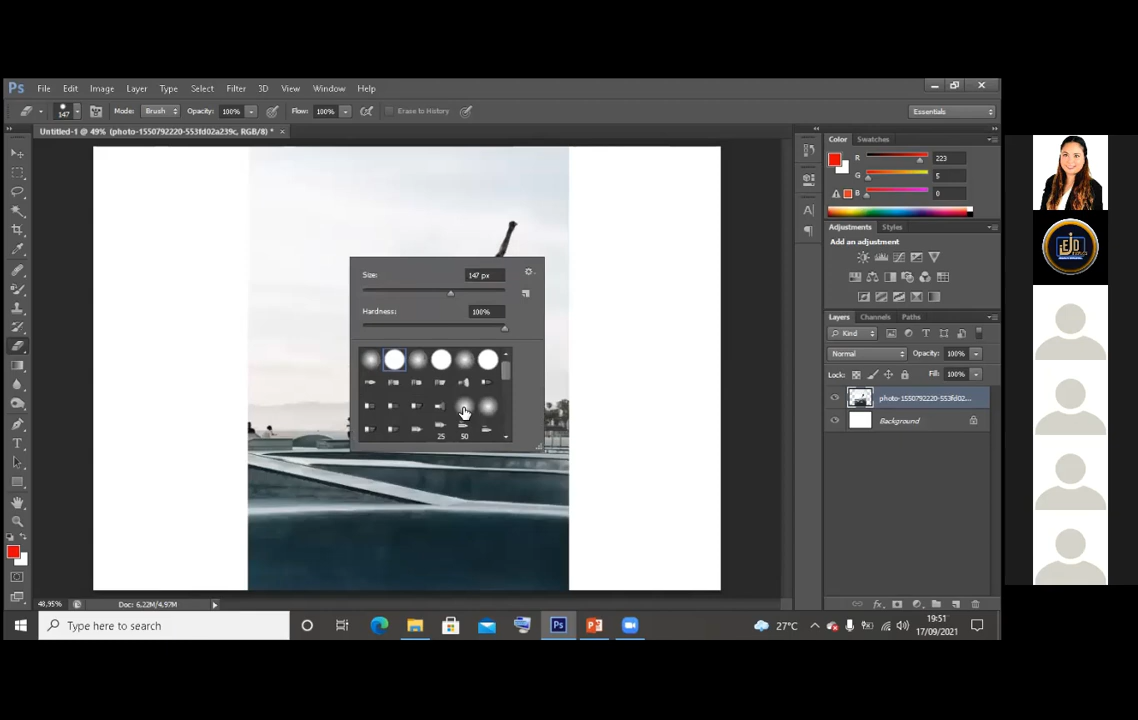 Ps File Edit Image Layer Type Select Filter 3D View Window Help
147 Mode: Brush Opacity: 100% Flow: 100% Erase to History Essentials
Untitled-1 @ 49% (photo-1550792220-553fd02a239c, RGB/8) * ×
Color Swatches
R 223
G 5
B 0
Adjustments Styles
Add an adjustment
Size: 147 px
Hardness: 100%
25 50
Layers Channels Paths
Kind
Normal Opacity: 100%
Lock: Fill: 100%
photo-1550792220-553fd02...
Background
48,95% Doc: 6,22M/4,97M
Type here to search
Ps
27°C
19:51
17/09/2021